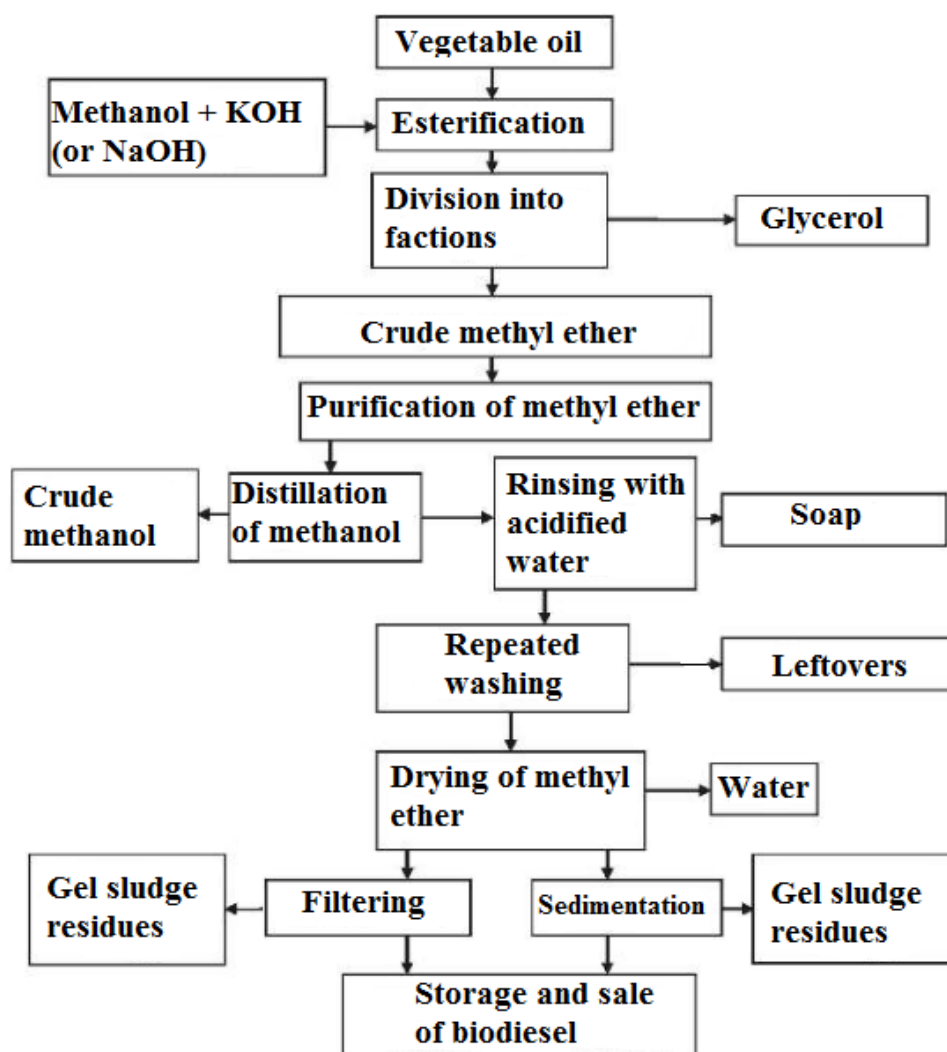 Vegetable oil
Methanol + KOH
(or NaOH)
Esterification
Division into
factions
Glycerol
Crude methyl ether
Purification of methyl ether
Crude
methanol
Distillation
of methanol
Rinsing with
acidified
water
Soap
Repeated
washing
Leftovers
Drying of methyl
ether
Water
Gel sludge
residues
Filtering
Sedimentation
Gel sludge
residues
Storage and sale
of biodiesel